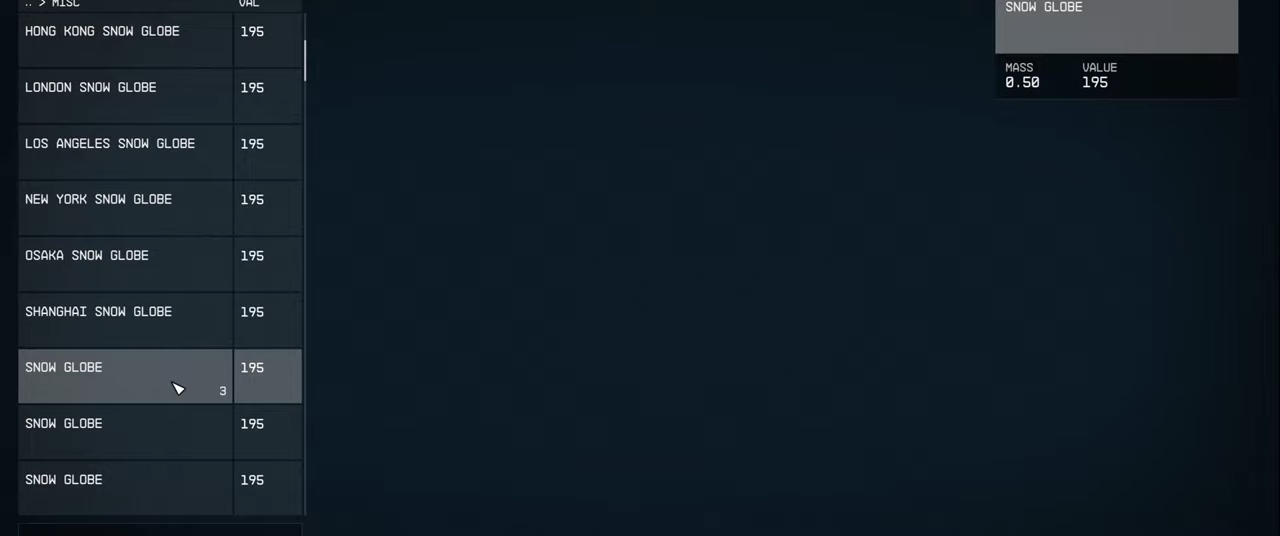 .. > MISC VAL
HONG KONG SNOW GLOBE 195
LONDON SNOW GLOBE 195
LOS ANGELES SNOW GLOBE 195
NEW YORK SNOW GLOBE 195
OSAKA SNOW GLOBE 195
SHANGHAI SNOW GLOBE 195
SNOW GLOBE 195
3
SNOW GLOBE 195
SNOW GLOBE 195
SNOW GLOBE
MASS VALUE
0.50 195